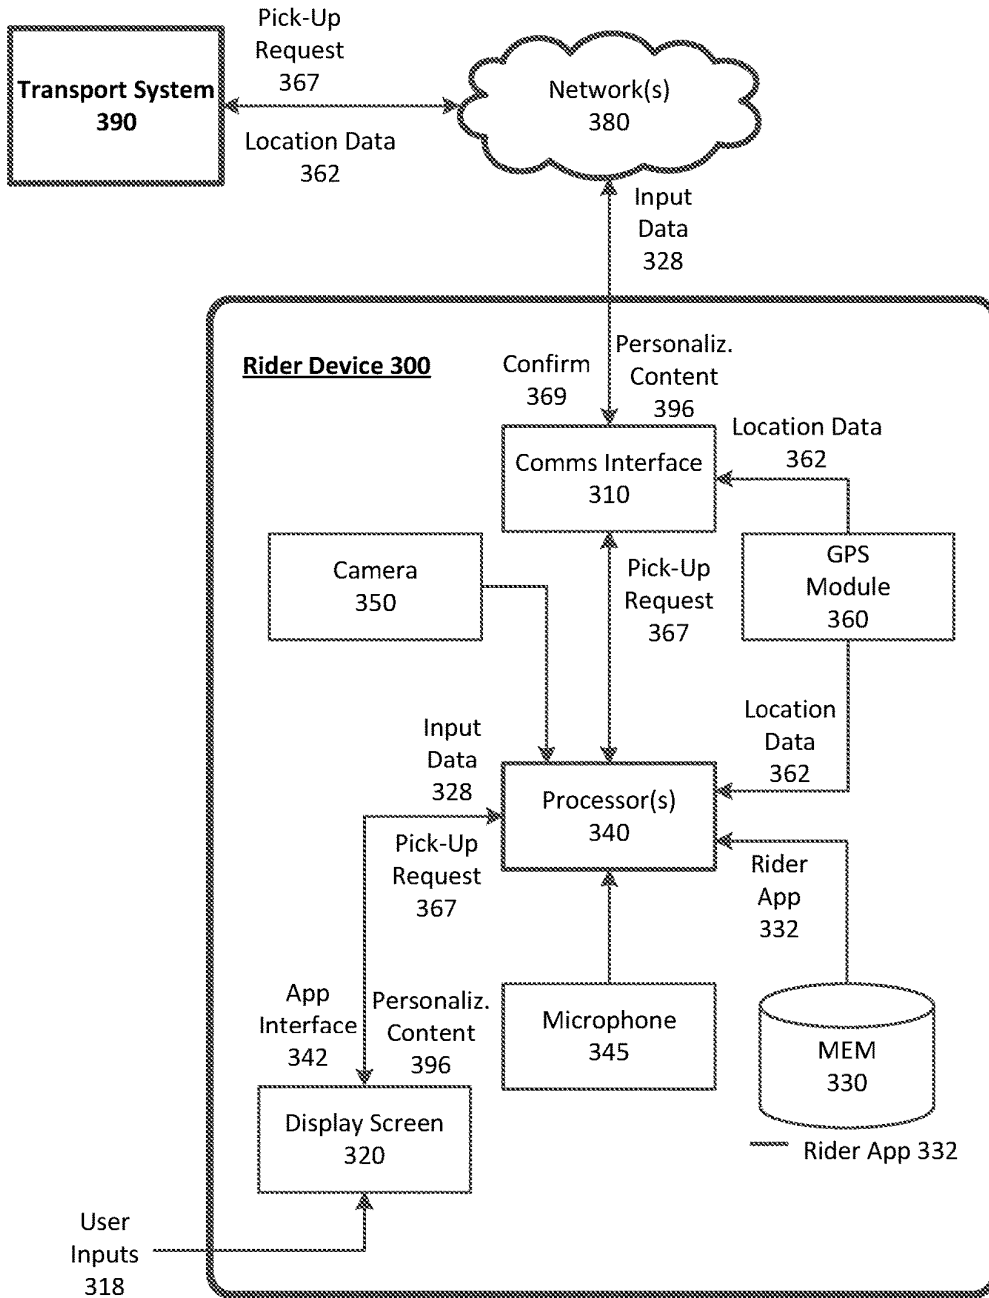 Pick-Up
Request
367
Transport System
390
Location Data
362
Network(s)
380
Input
Data
328
Rider Device 300
Confirm
369
Personaliz.
Content
396
Comms Interface
310
Location Data
362
Camera
350
Pick-Up
Request
367
GPS
Module
360
Input
Data
328
Location
Data
362
Processor(s)
340
Pick-Up
Request
367
Rider
App
332
App
Interface
342
Personaliz.
Content
396
Microphone
345
MEM
330
Display Screen
320
Rider App 332
User
Inputs
318